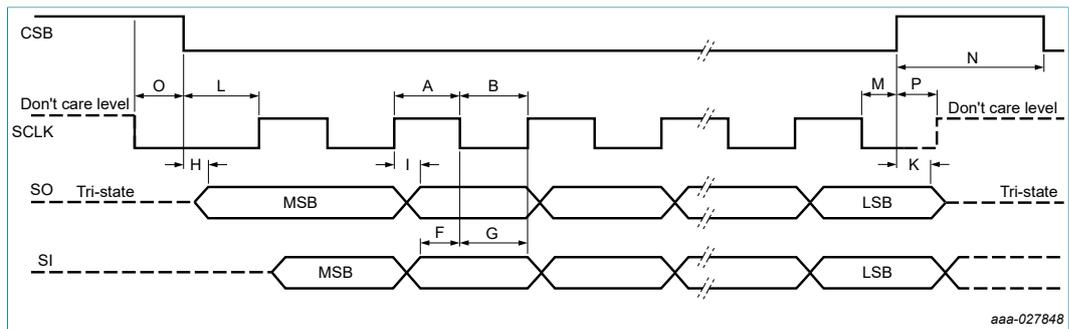 CSB
N
O
L
A
B
M
P
Don't care level
Don't care level
SCLK
H
I
K
SO
Tri-state
MSB
LSB
Tri-state
F
G
SI
MSB
LSB
aaa-027848